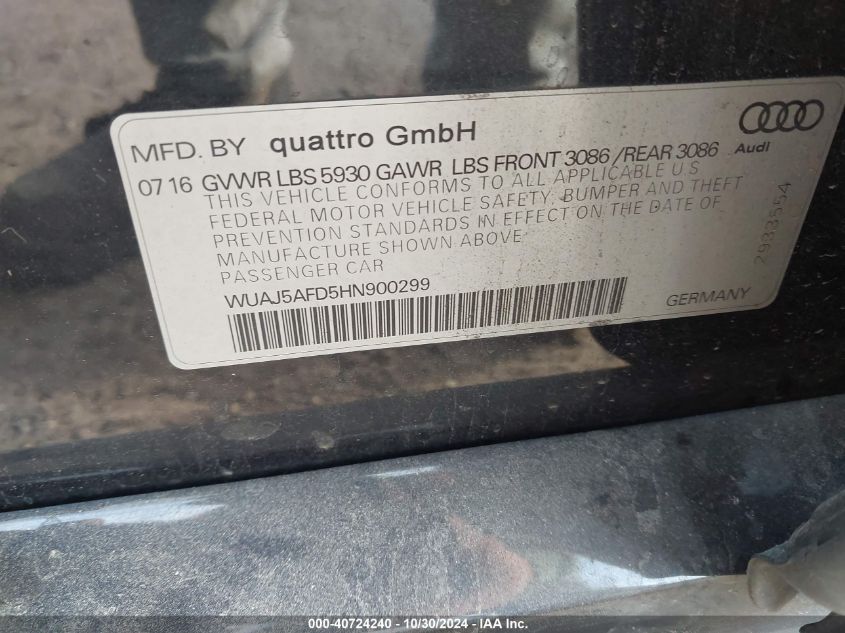 MFD. BY quattro GmbH
Audi
07 16 GVWR LBS 5930 GAWR LBS FRONT 3086 / REAR 3086
THIS VEHICLE CONFORMS TO ALL APPLICABLE U.S
FEDERAL MOTOR VEHICLE SAFETY, BUMPER AND THEFT
PREVENTION STANDARDS IN EFFECT ON THE DATE OF
MANUFACTURE SHOWN ABOVE
PASSENGER CAR
WUAJ5AFD5HN900299
GERMANY
2933554
000-40724240 - 10/30/2024 - IAA Inc.